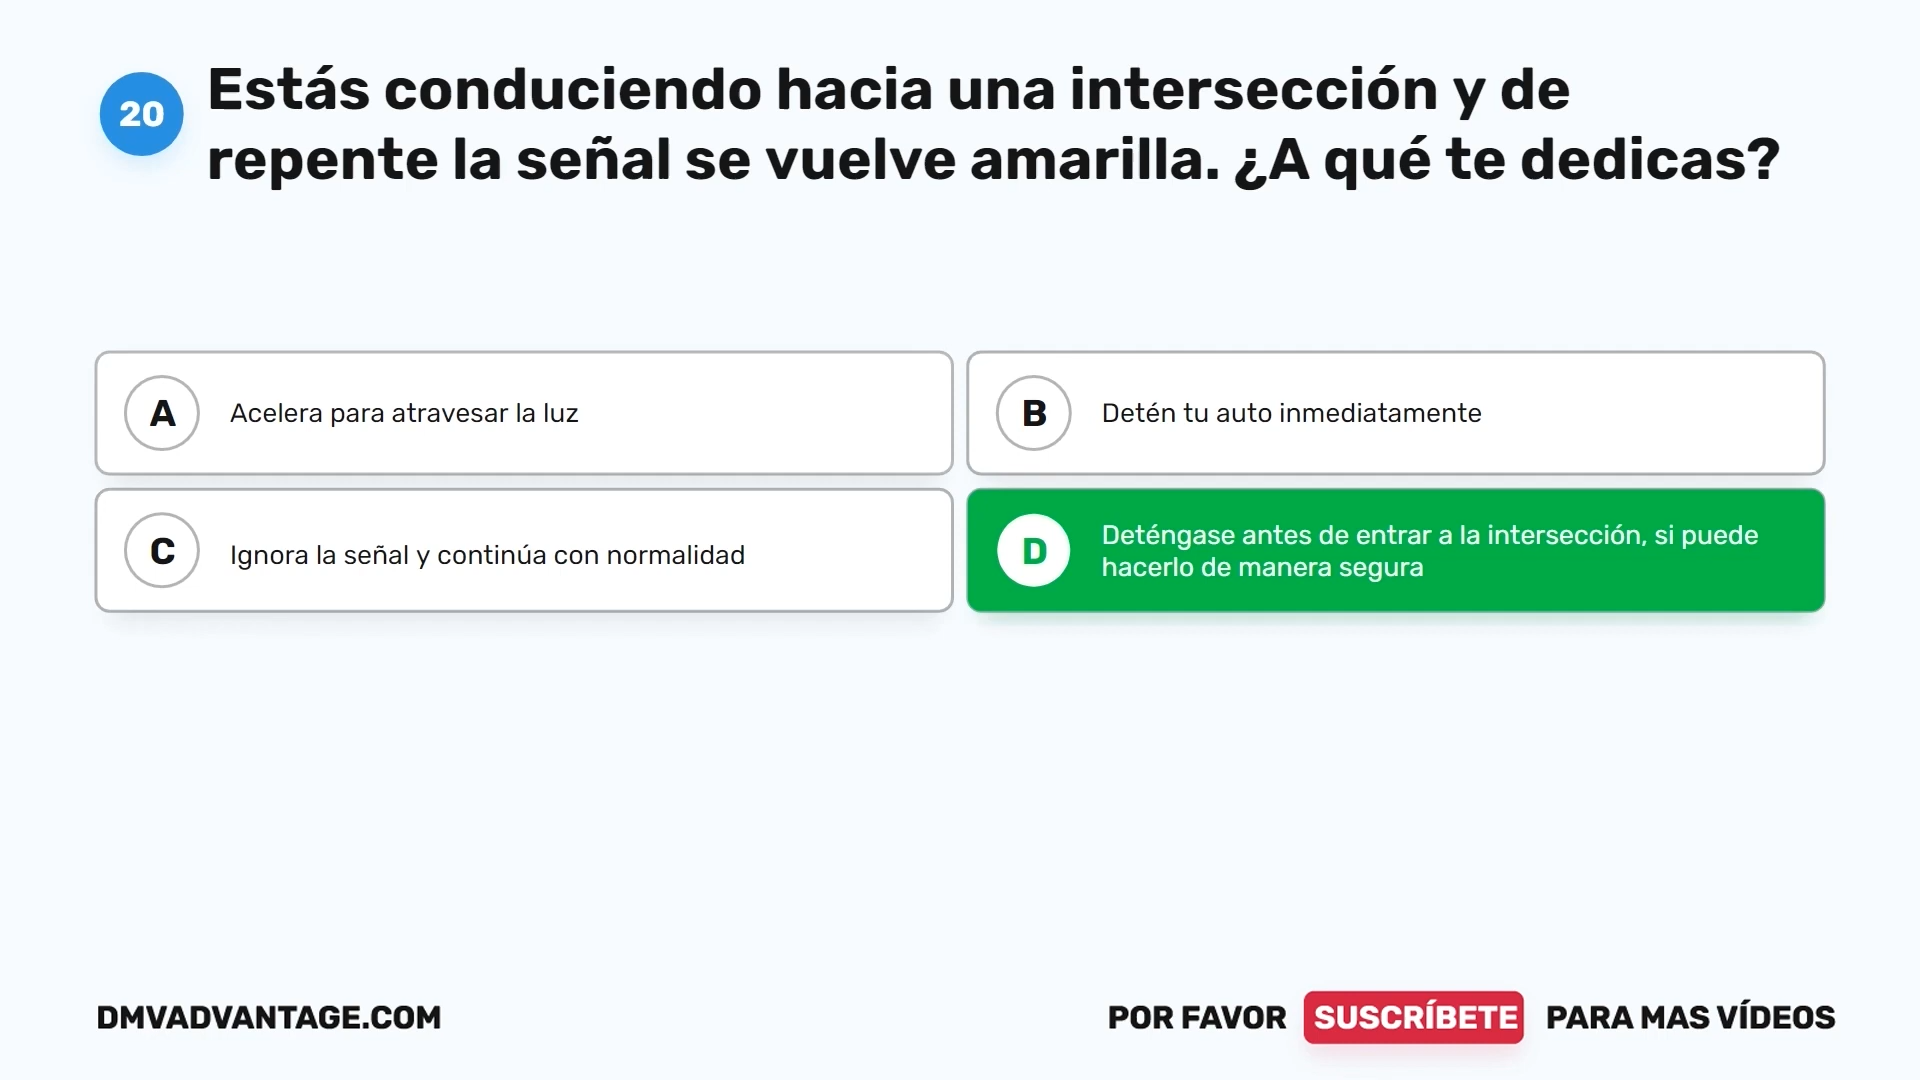 20
Estás conduciendo hacia una intersección y de
repente la señal se vuelve amarilla. ¿A qué te dedicas?
A
Acelera para atravesar la luz
B
Detén tu auto inmediatamente
C
Ignora la señal y continúa con normalidad
D
Deténgase antes de entrar a la intersección, si puede
hacerlo de manera segura
DMVADVANTAGE.COM
POR FAVOR SUSCRÍBETE PARA MAS VÍDEOS